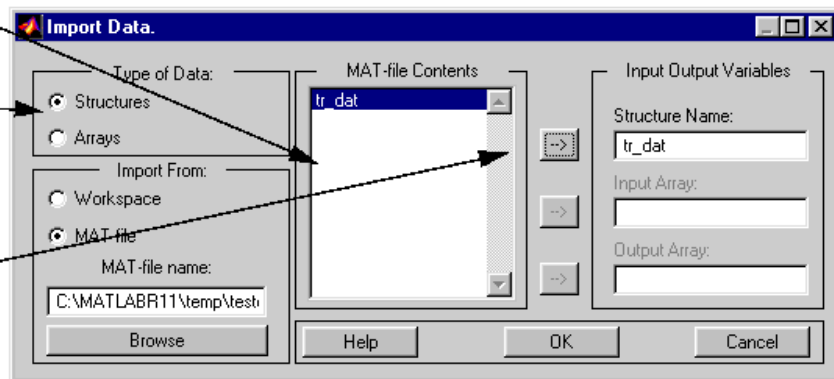 Import Data.
Type of Data:
Structures
Arrays
Import From:
Workspace
MAT-file
MAT-file name:
C:\MATLABR11\temp\test
Browse
MAT-file Contents
tr_dat
-->
-->
-->
Input Output Variables
Structure Name:
tr_dat
Input Array:
Output Array:
Help
OK
Cancel